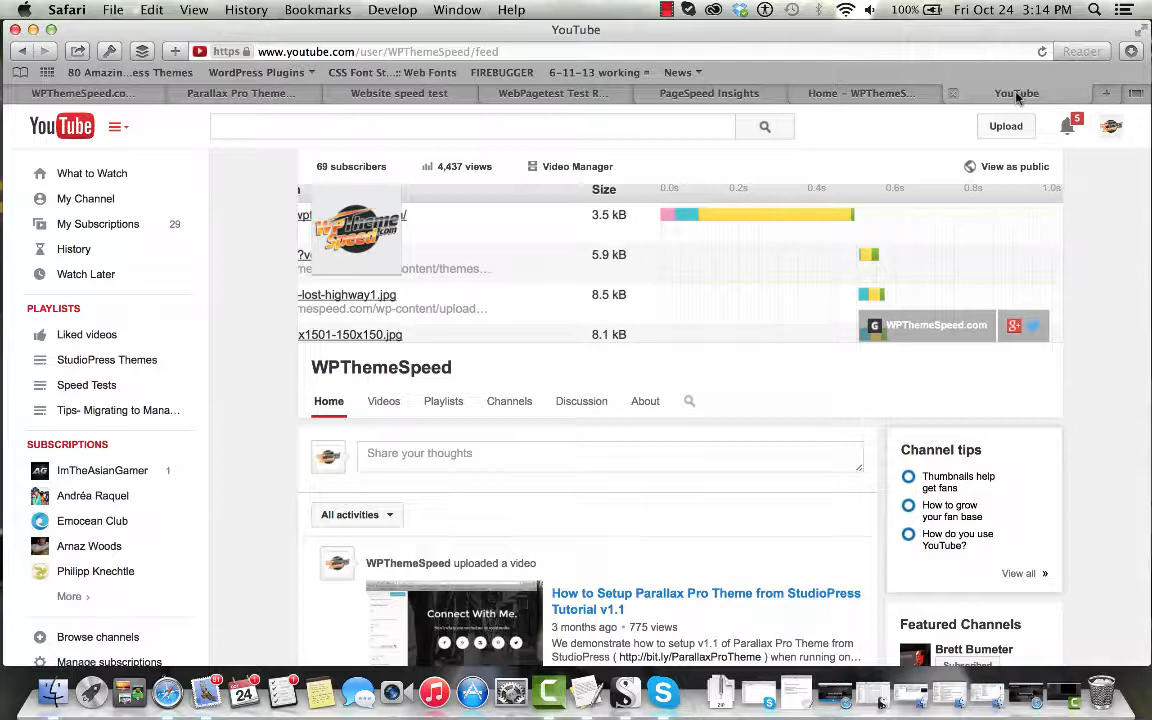 Safari File Edit View History Bookmarks Develop Window Help 100% Fri Oct 24 3:14 PM
YouTube
https www.youtube.com/user/WPThemeSpeed/feed Reader
80 Amazin...ess Themes WordPress Plugins CSS Font St...:: Web Fonts FIREBUGGER 6-11-13 working News
WPThemeSpeed.co... Parallax Pro Theme... Website speed test WebPagetest Test R... PageSpeed Insights Home – WPThemeS... YouTube
YouTube Upload 5
69 subscribers 4,437 views Video Manager View as public
What to Watch
My Channel
My Subscriptions 29
History
Watch Later
PLAYLISTS
Liked videos
StudioPress Themes
Speed Tests
Tips- Migrating to Mana...
SUBSCRIPTIONS
ImTheAsianGamer 1
Andréa Raquel
Emocean Club
Arnaz Woods
Philipp Knechtle
More ›
Browse channels
Manage subscriptions
Size 0.0s 0.2s 0.4s 0.6s 0.8s 1.0s
3.5 kB
WPTheme
Speed.com
5.9 kB
content/themes...
-lost-highway1.jpg 8.5 kB
mespeed.com/wp-content/upload...
x1501-150x150.jpg 8.1 kB
G WPThemeSpeed.com g+
WPThemeSpeed
Home Videos Playlists Channels Discussion About
Share your thoughts
All activities
WPThemeSpeed uploaded a video
Connect With Me.
How to Setup Parallax Pro Theme from StudioPress
Tutorial v1.1
3 months ago • 775 views
We demonstrate how to setup v1.1 of Parallax Pro Theme from
StudioPress ( http://bit.ly/ParallaxProTheme ) when running on...
Channel tips
Thumbnails help
get fans
How to grow
your fan base
How do you use
YouTube?
View all »
Featured Channels
Brett Bumeter
Subscribed